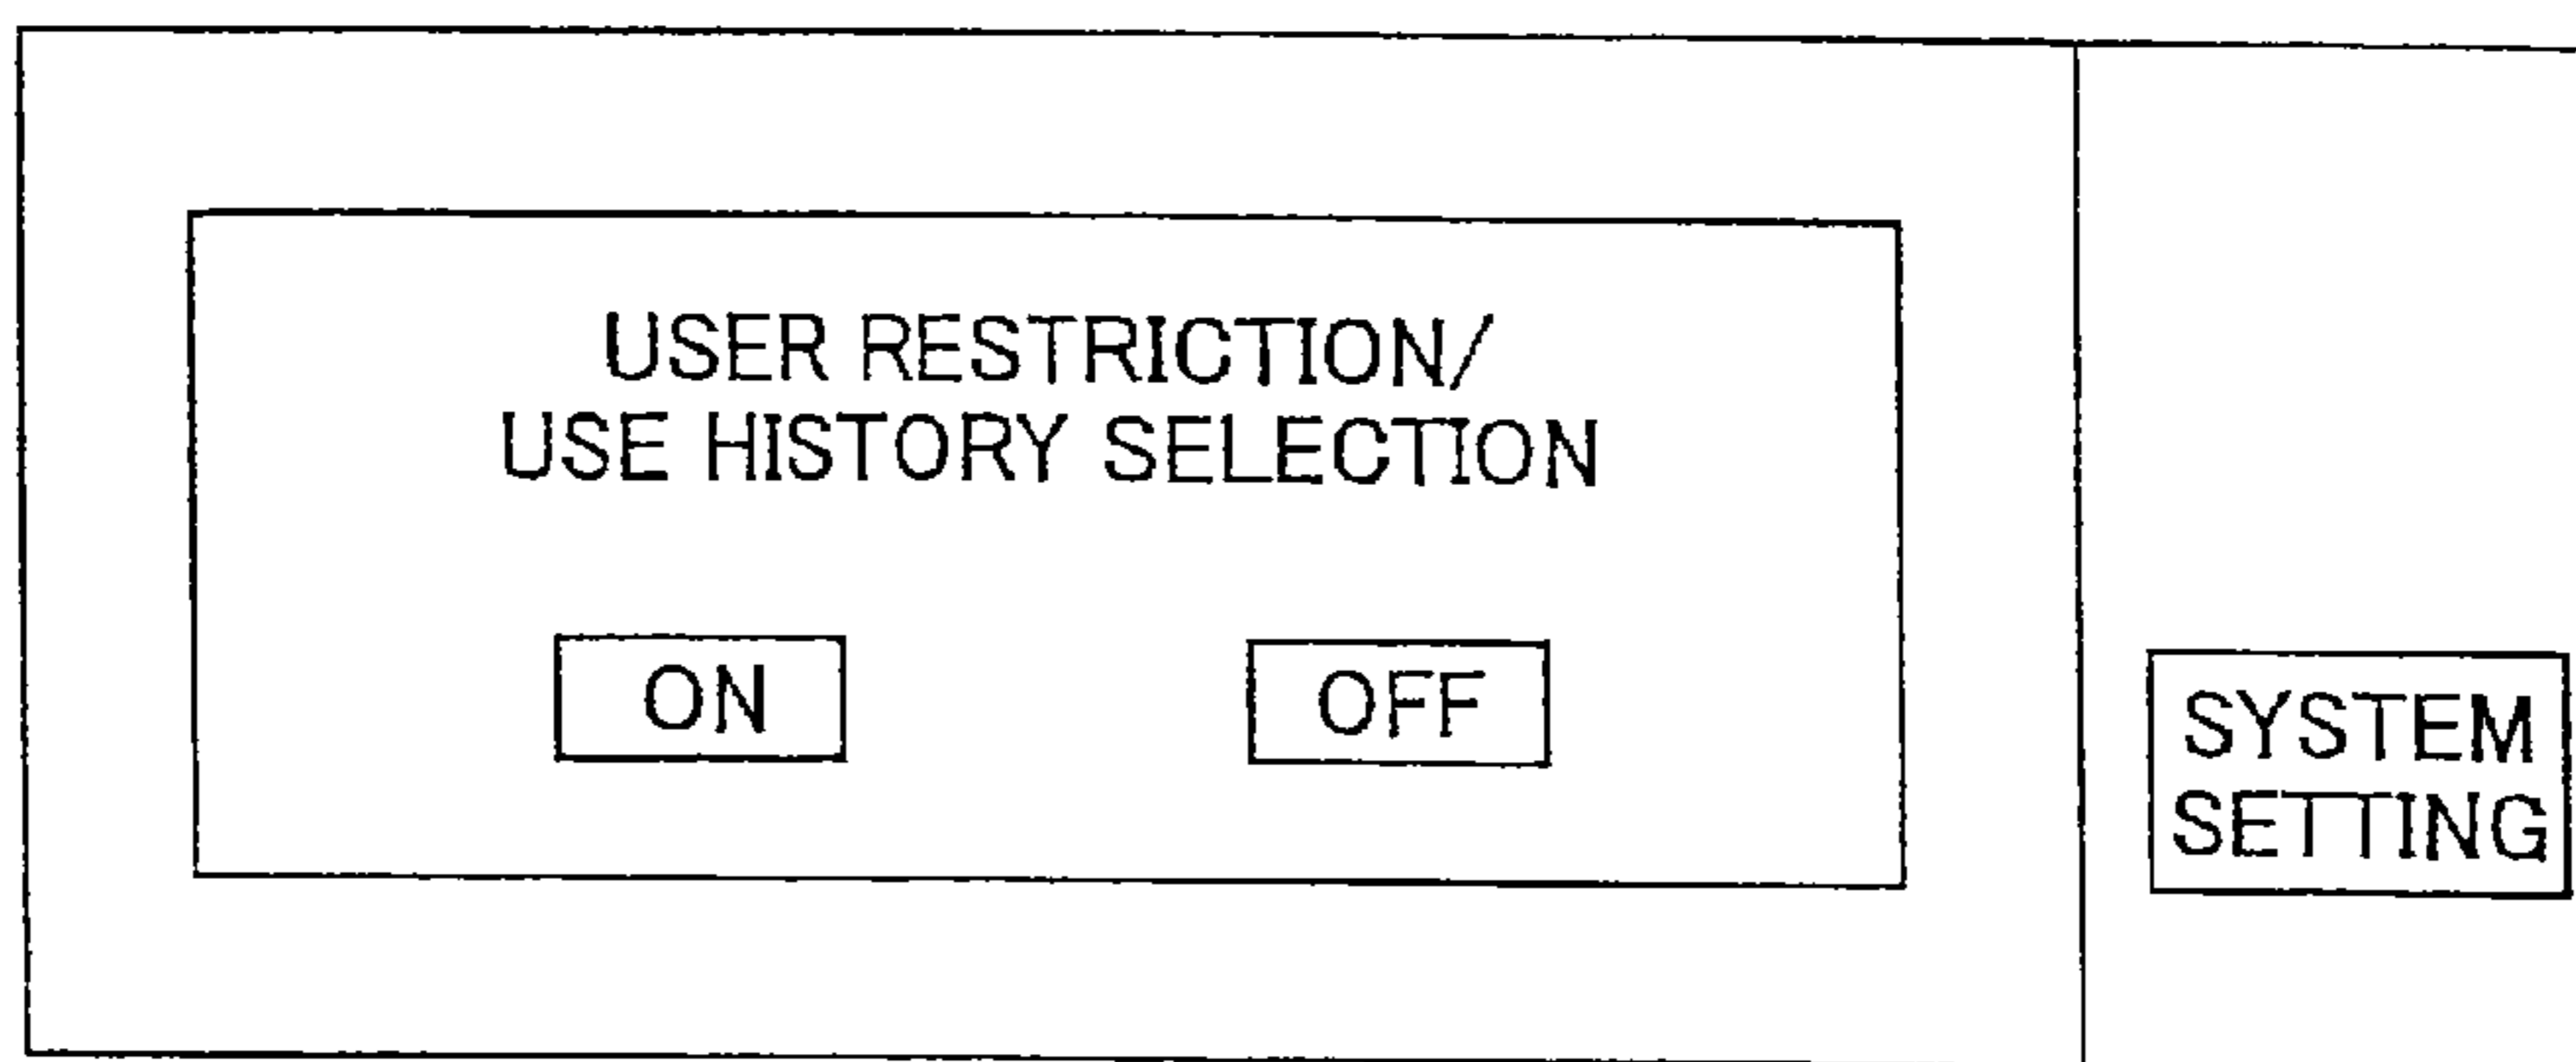 USER RESTRICTION/
USE HISTORY SELECTION
ON OFF
SYSTEM
SETTING